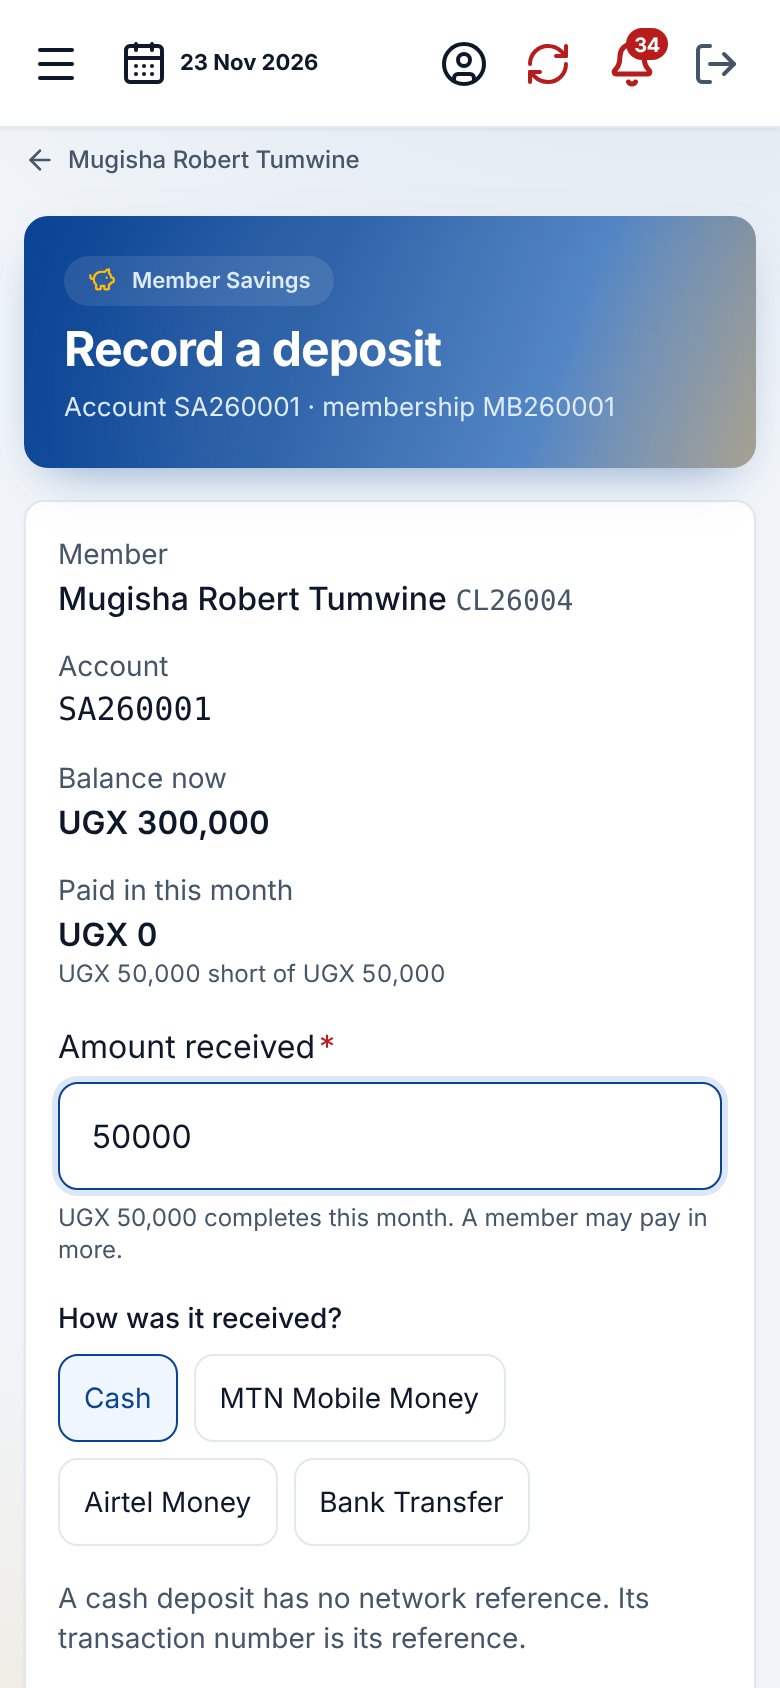 23 Nov 2026
34
Mugisha Robert Tumwine
Member Savings
Record a deposit
Account SA260001 · membership MB260001
Member
Mugisha Robert Tumwine CL26004
Account
SA260001
Balance now
UGX 300,000
Paid in this month
UGX 0
UGX 50,000 short of UGX 50,000
Amount received*
50000
UGX 50,000 completes this month. A member may pay in
more.
How was it received?
Cash
MTN Mobile Money
Airtel Money
Bank Transfer
A cash deposit has no network reference. Its
transaction number is its reference.